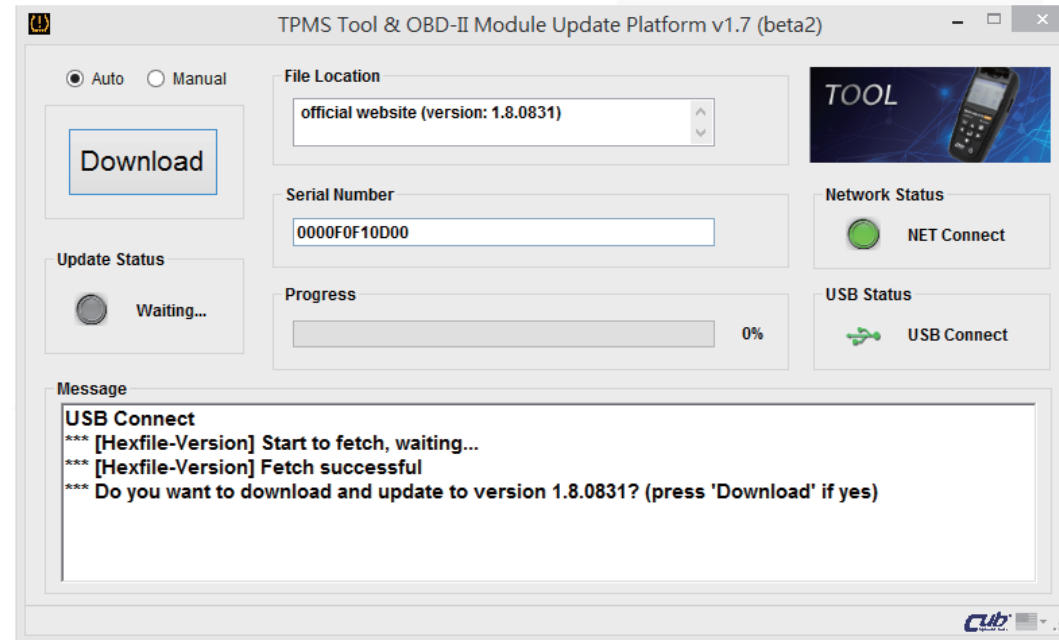 TPMS Tool & OBD-II Module Update Platform v1.7 (beta2)
Auto
Manual
Download
File Location
official website (version: 1.8.0831)
TOOL
Serial Number
0000F0F10D00
Network Status
NET Connect
Update Status
Waiting...
Progress
0%
USB Status
USB Connect
Message
USB Connect
*** [Hexfile-Version] Start to fetch, waiting...
*** [Hexfile-Version] Fetch successful
*** Do you want to download and update to version 1.8.0831? (press 'Download' if yes)
cub